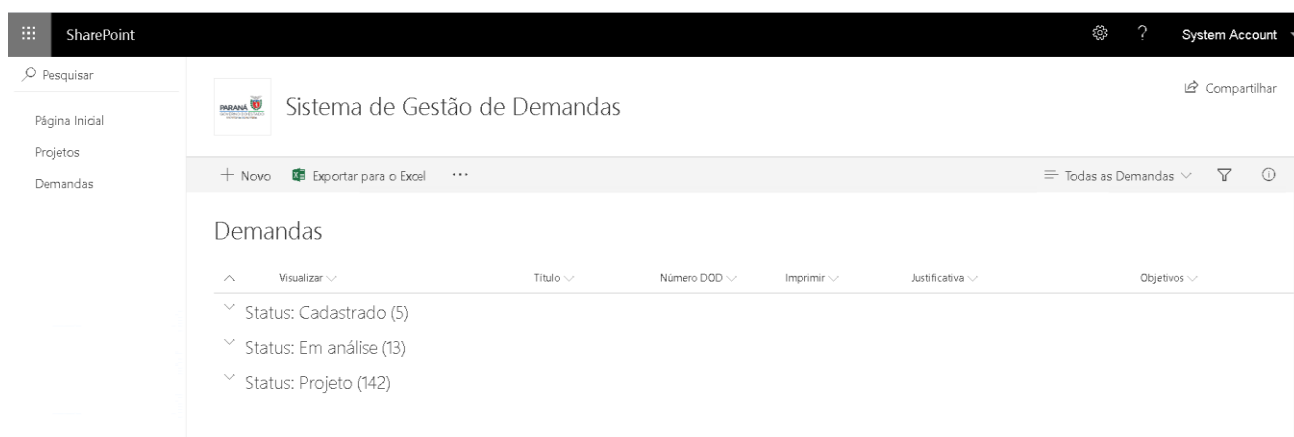 SharePoint
? System Account
Pesquisar
Página Inicial
Projetos
Demandas
PARANÁ
Sistema de Gestão de Demandas
Compartilhar
+ Novo Exportar para o Excel ... Todas as Demandas
Demandas
Visualizar Título Número DOD Imprimir Justificativa Objetivos
Status: Cadastrado (5)
Status: Em análise (13)
Status: Projeto (142)